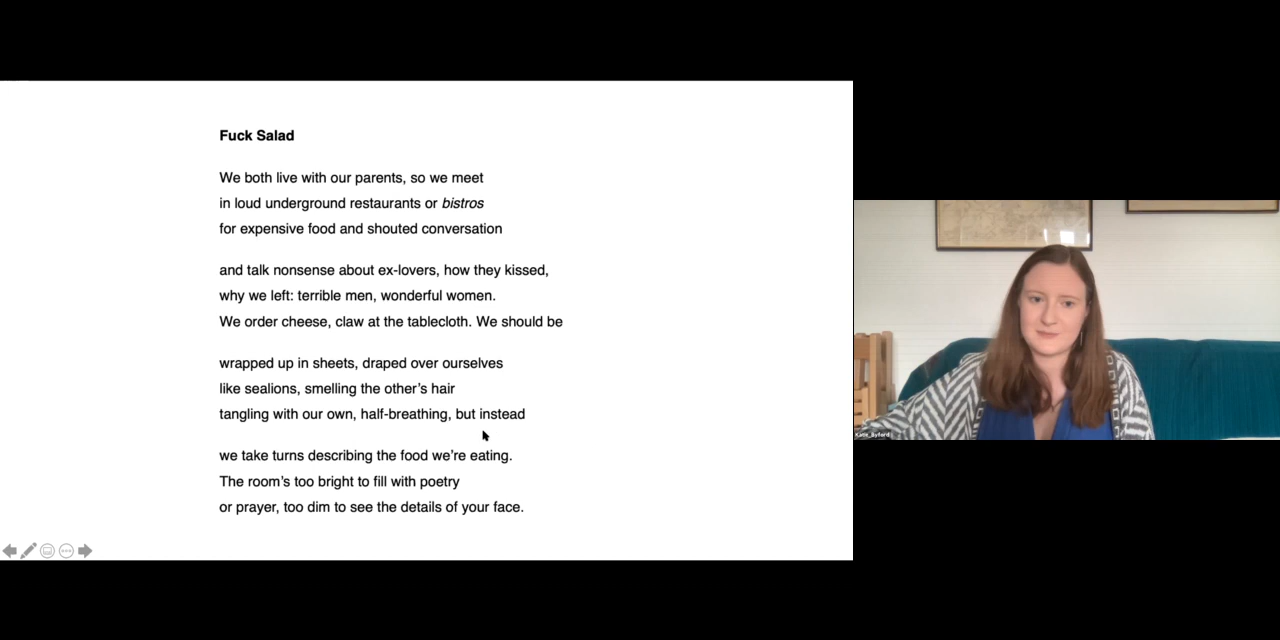 Fuck Salad
We both live with our parents, so we meet
in loud underground restaurants or bistros
for expensive food and shouted conversation
and talk nonsense about ex-lovers, how they kissed,
why we left: terrible men, wonderful women.
We order cheese, claw at the tablecloth. We should be
wrapped up in sheets, draped over ourselves
like sealions, smelling the other’s hair
tangling with our own, half-breathing, but instead
we take turns describing the food we’re eating.
The room’s too bright to fill with poetry
or prayer, too dim to see the details of your face.
Katie_Byford